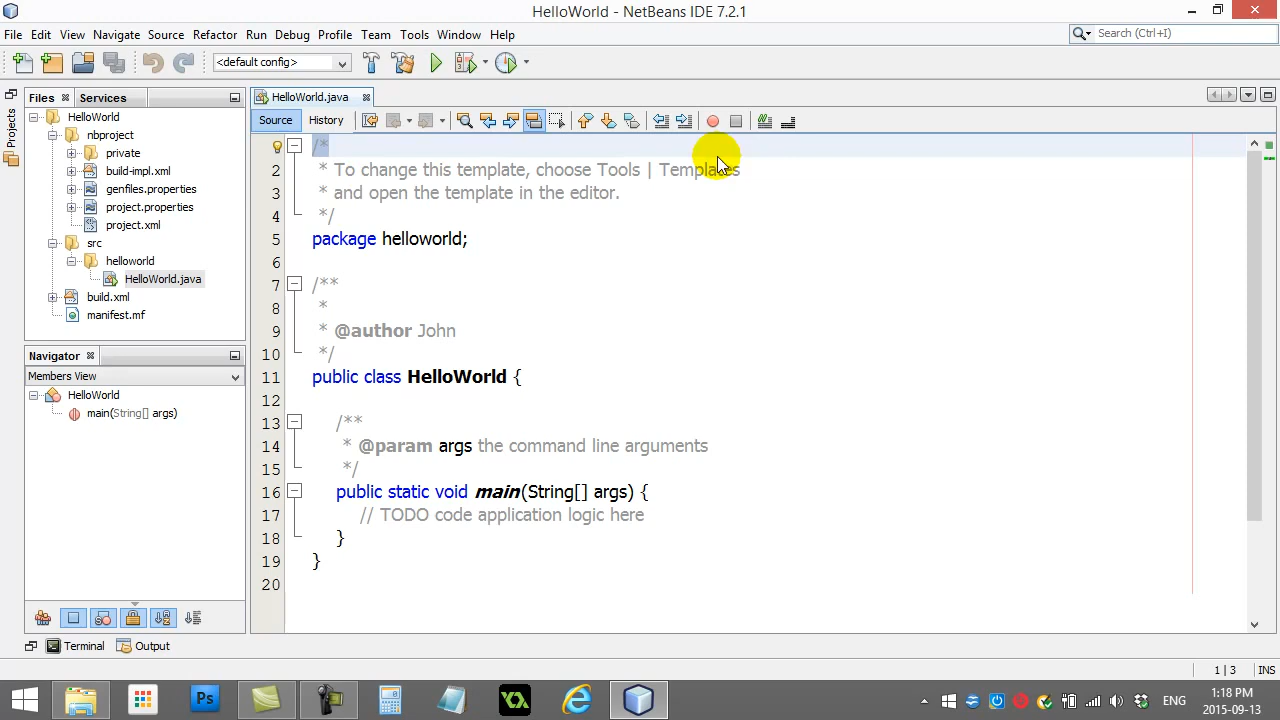 HelloWorld - NetBeans IDE 7.2.1
File Edit View Navigate Source Refactor Run Debug Profile Team Tools Window Help
Search (Ctrl+I)
<default config>
Projects
Files Services
HelloWorld
nbproject
private
build-impl.xml
genfiles.properties
project.properties
project.xml
src
helloworld
HelloWorld.java
build.xml
manifest.mf
Navigator
Members View
HelloWorld
main(String[] args)
HelloWorld.java
Source History
/*
2 * To change this template, choose Tools | Templates
3 * and open the template in the editor.
4 */
5 package helloworld;
6
7 /**
8 *
9 * @author John
10 */
11 public class HelloWorld {
12
13 /**
14 * @param args the command line arguments
15 */
16 public static void main(String[] args) {
17 // TODO code application logic here
18 }
19 }
20
Terminal Output
1 | 3 INS
Ps
ENG
1:18 PM
2015-09-13